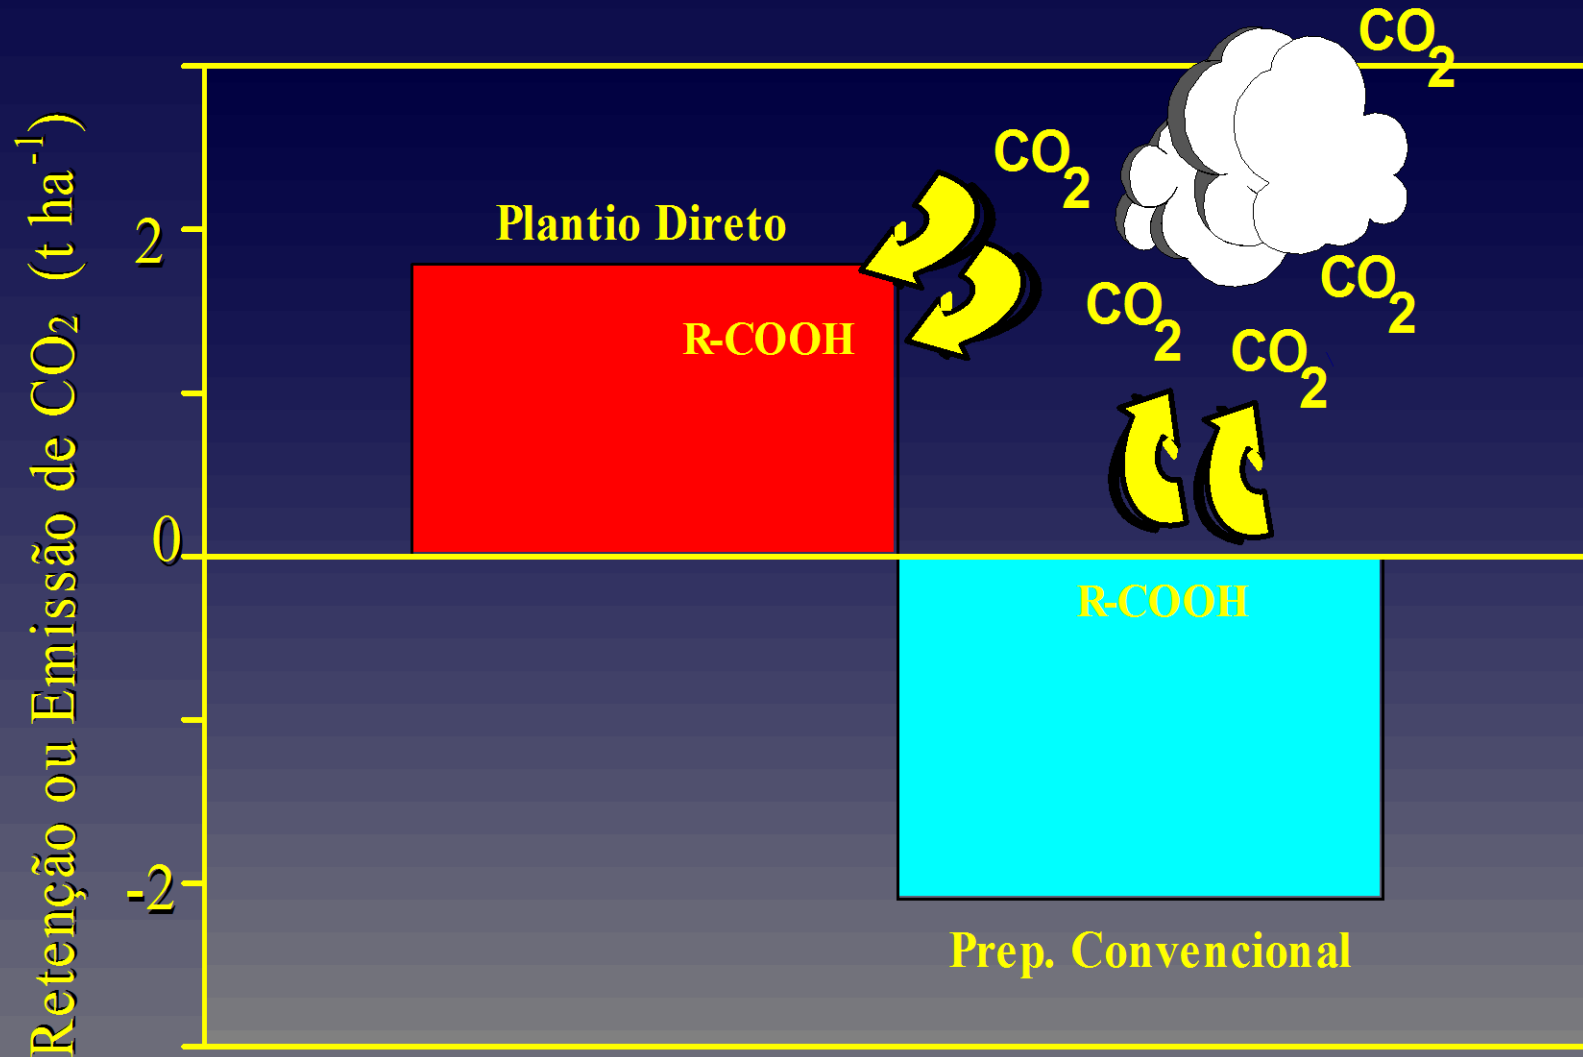 Retenção ou Emissão de CO₂ (t ha⁻¹)
2
0
-2
Plantio Direto
R-COOH
CO₂
CO₂
CO₂
CO₂
CO₂
R-COOH
Prep. Convencional